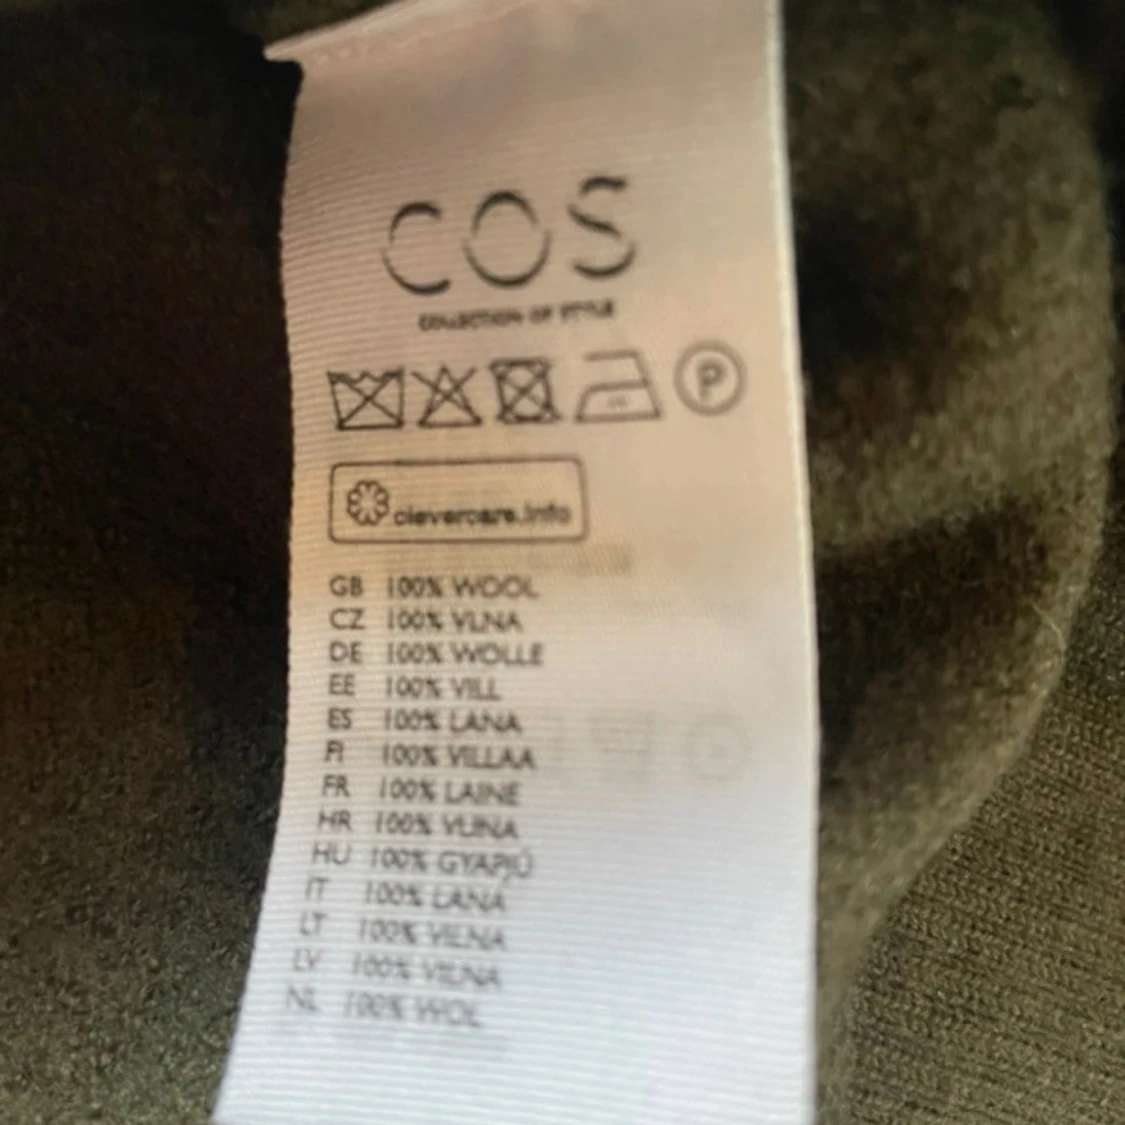 COS
COLLECTION OF STYLE
P
clevercare.info
GB 100% WOOL
CZ 100% VLNA
DE 100% WOLLE
EE 100% VILL
ES 100% LANA
FI 100% VILLAA
FR 100% LAINE
HR 100% VUNA
HU 100% GYAPJÚ
IT 100% LANA
LT 100% VILNA
LV 100% VILNA
NL 100% WOL